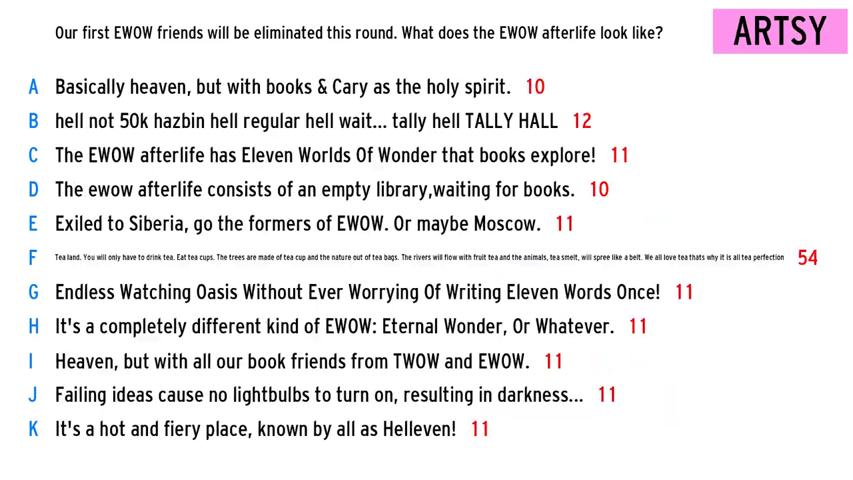 Our first EWOW friends will be eliminated this round. What does the EWOW afterlife look like?
ARTSY
A Basically heaven, but with books & Cary as the holy spirit. 10
B hell not 50k hazbin hell regular hell wait... tally hell TALLY HALL 12
C The EWOW afterlife has Eleven Worlds Of Wonder that books explore! 11
D The ewow afterlife consists of an empty library,waiting for books. 10
E Exiled to Siberia, go the formers of EWOW. Or maybe Moscow. 11
F Tea land. You will only have to drink tea. Eat tea cups. The trees are made of tea cup and the nature out of tea bags. The rivers will flow with fruit tea and the animals, tea smelt, will spree like a belt. We all love tea thats why it is all tea perfection 54
G Endless Watching Oasis Without Ever Worrying Of Writing Eleven Words Once! 11
H It's a completely different kind of EWOW: Eternal Wonder, Or Whatever. 11
I Heaven, but with all our book friends from TWOW and EWOW. 11
J Failing ideas cause no lightbulbs to turn on, resulting in darkness... 11
K It's a hot and fiery place, known by all as Helleven! 11